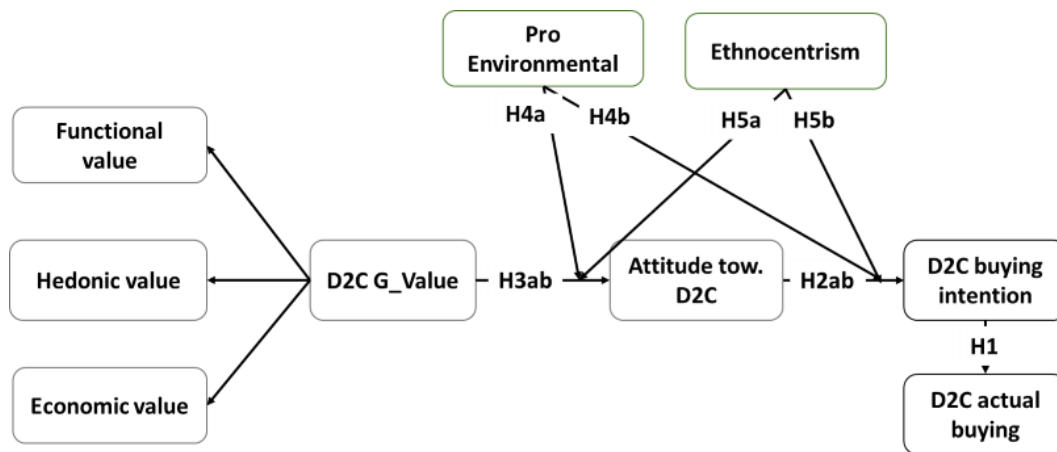 Pro
Environmental
Ethnocentrism
H4a
H4b
H5a
H5b
Functional
value
Hedonic value
D2C G_Value
H3ab
Attitude tow.
D2C
H2ab
D2C buying
intention
H1
Economic value
D2C actual
buying